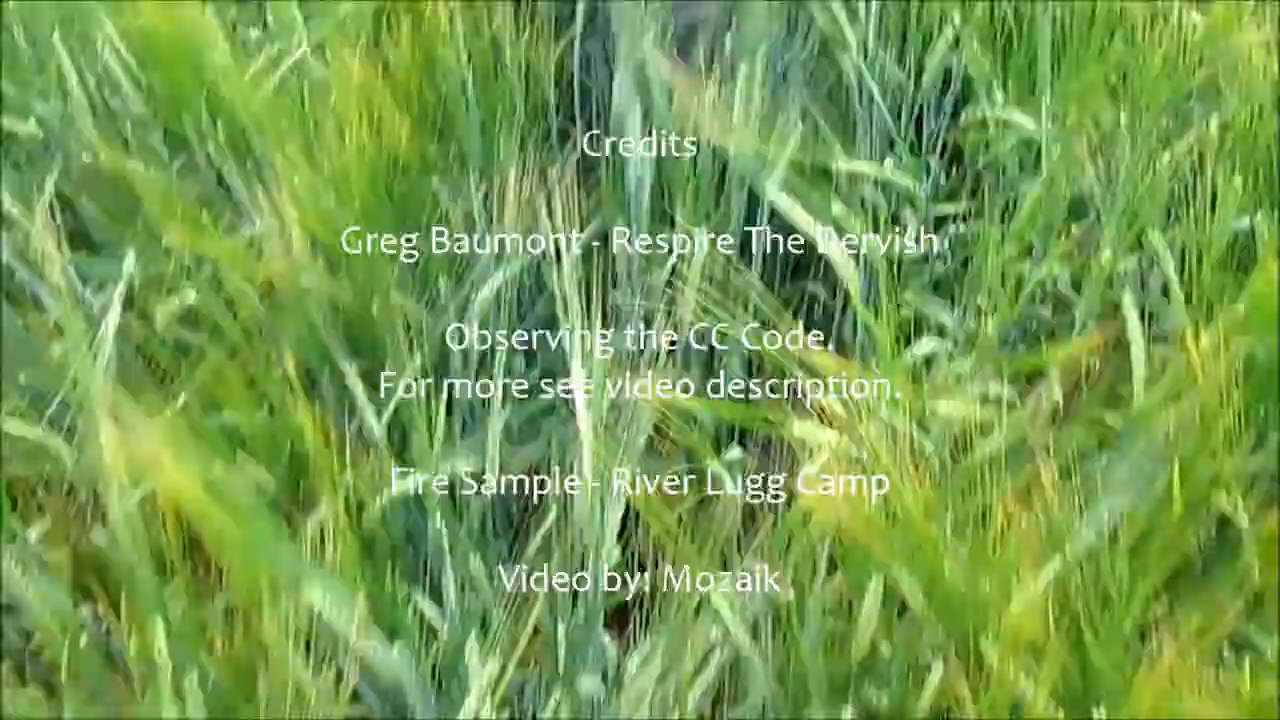 Credits
Greg Baumont - Respire The Dervish
Observing the CC Code.
For more see video description.
Fire Sample - River Lugg Camp
Video by: Mozaik